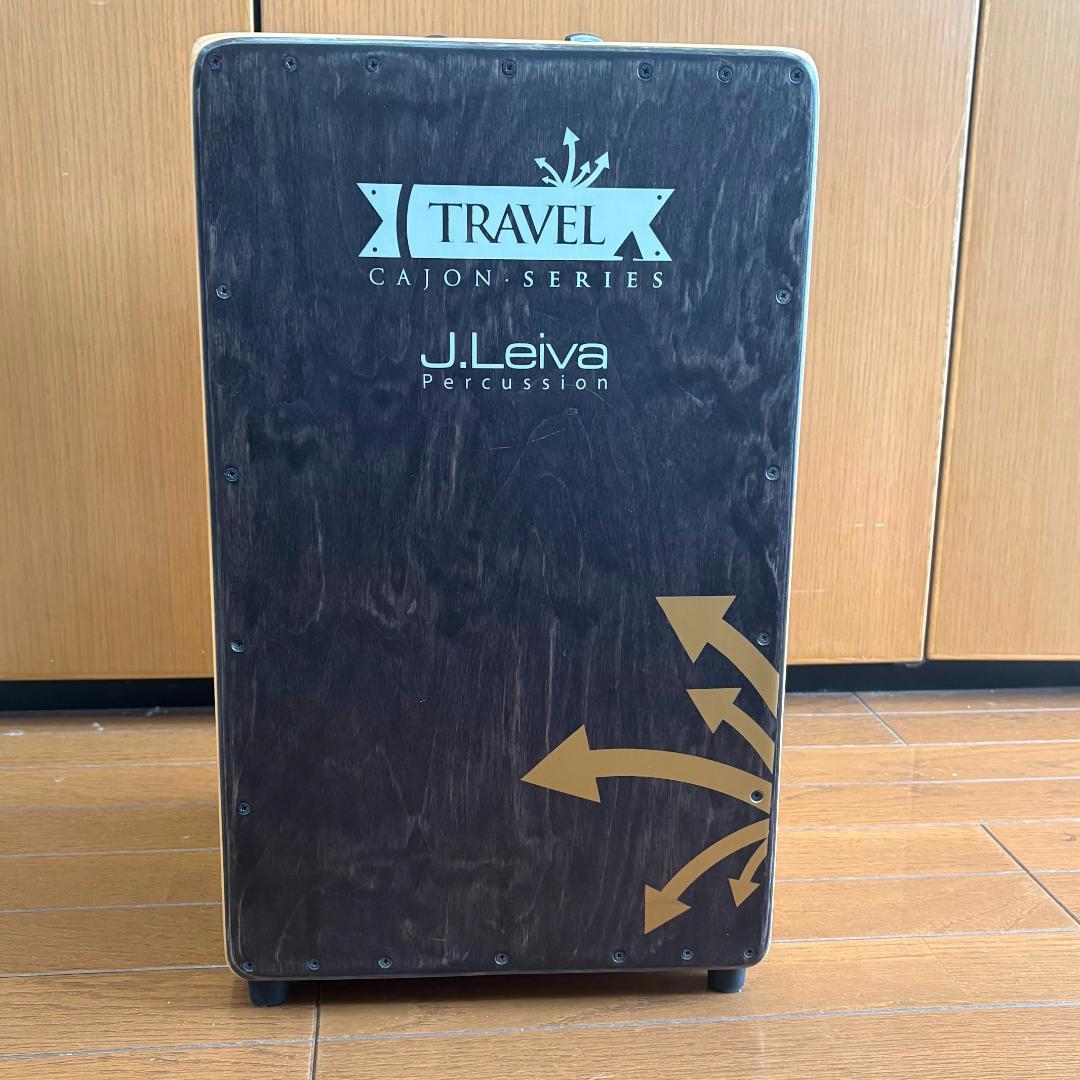 TRAVEL
CAJON·SERIES
J.Leiva
Percussion